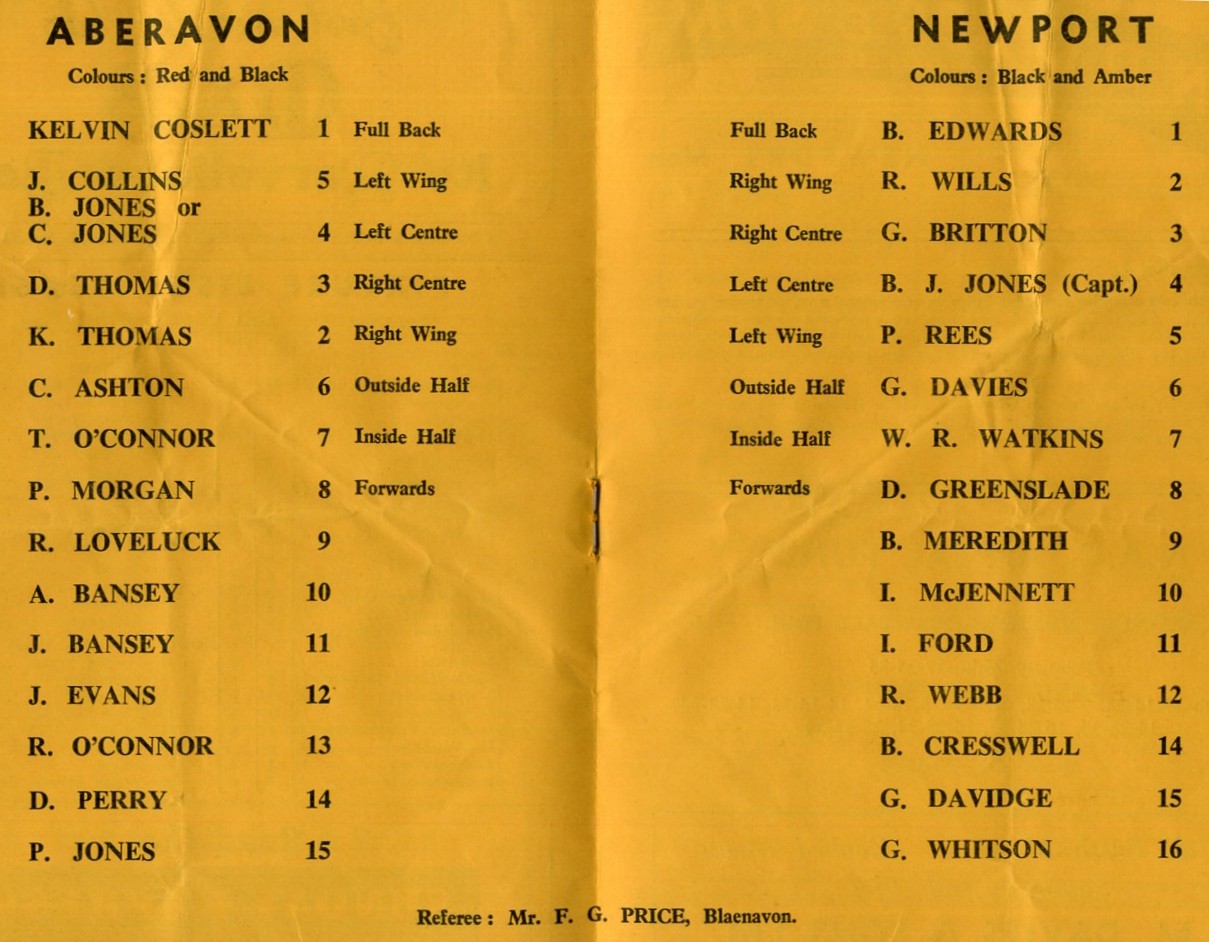 ABERAVON
Colours : Red and Black
KELVIN COSLETT 1 Full Back
J. COLLINS 5 Left Wing
B. JONES or
C. JONES 4 Left Centre
D. THOMAS 3 Right Centre
K. THOMAS 2 Right Wing
C. ASHTON 6 Outside Half
T. O'CONNOR 7 Inside Half
P. MORGAN 8 Forwards
R. LOVELUCK 9
A. BANSEY 10
J. BANSEY 11
J. EVANS 12
R. O'CONNOR 13
D. PERRY 14
P. JONES 15
NEWPORT
Colours : Black and Amber
Full Back B. EDWARDS 1
Right Wing R. WILLS 2
Right Centre G. BRITTON 3
Left Centre B. J. JONES (Capt.) 4
Left Wing P. REES 5
Outside Half G. DAVIES 6
Inside Half W. R. WATKINS 7
Forwards D. GREENSLADE 8
B. MEREDITH 9
I. McJENNETT 10
I. FORD 11
R. WEBB 12
B. CRESSWELL 14
G. DAVIDGE 15
G. WHITSON 16
Referee : Mr. F. G. PRICE, Blaenavon.